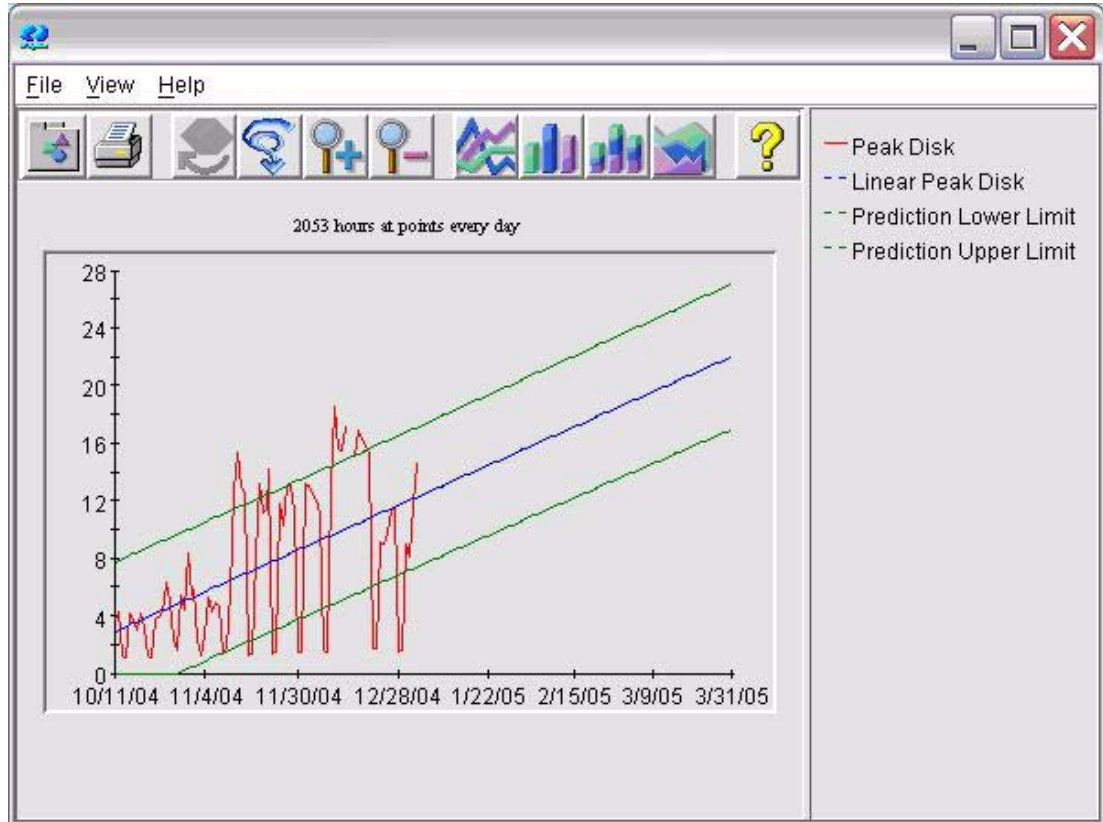 File View Help
Peak Disk
Linear Peak Disk
Prediction Lower Limit
Prediction Upper Limit
2053 hours at points every day
28
24
20
16
12
8
4
0
10/11/04 11/4/04 11/30/04 12/28/04 1/22/05 2/15/05 3/9/05 3/31/05